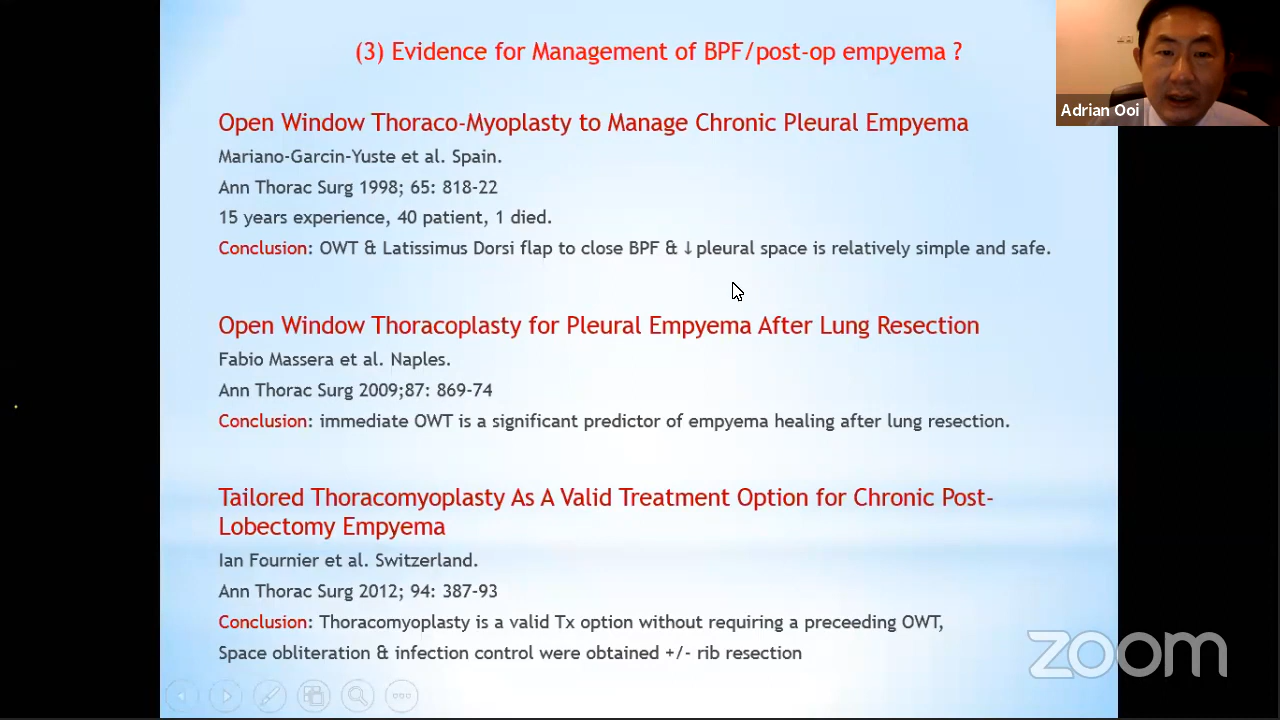 (3) Evidence for Management of BPF/post-op empyema ?
Adrian Ooi
Open Window Thoraco-Myoplasty to Manage Chronic Pleural Empyema
Mariano-Garcin-Yuste et al. Spain.
Ann Thorac Surg 1998; 65: 818-22
15 years experience, 40 patient, 1 died.
Conclusion: OWT & Latissimus Dorsi flap to close BPF & ↓pleural space is relatively simple and safe.
Open Window Thoracoplasty for Pleural Empyema After Lung Resection
Fabio Massera et al. Naples.
Ann Thorac Surg 2009;87: 869-74
Conclusion: immediate OWT is a significant predictor of empyema healing after lung resection.
Tailored Thoracomyoplasty As A Valid Treatment Option for Chronic Post-
Lobectomy Empyema
Ian Fournier et al. Switzerland.
Ann Thorac Surg 2012; 94: 387-93
Conclusion: Thoracomyoplasty is a valid Tx option without requiring a preceeding OWT,
Space obliteration & infection control were obtained +/- rib resection
zoom